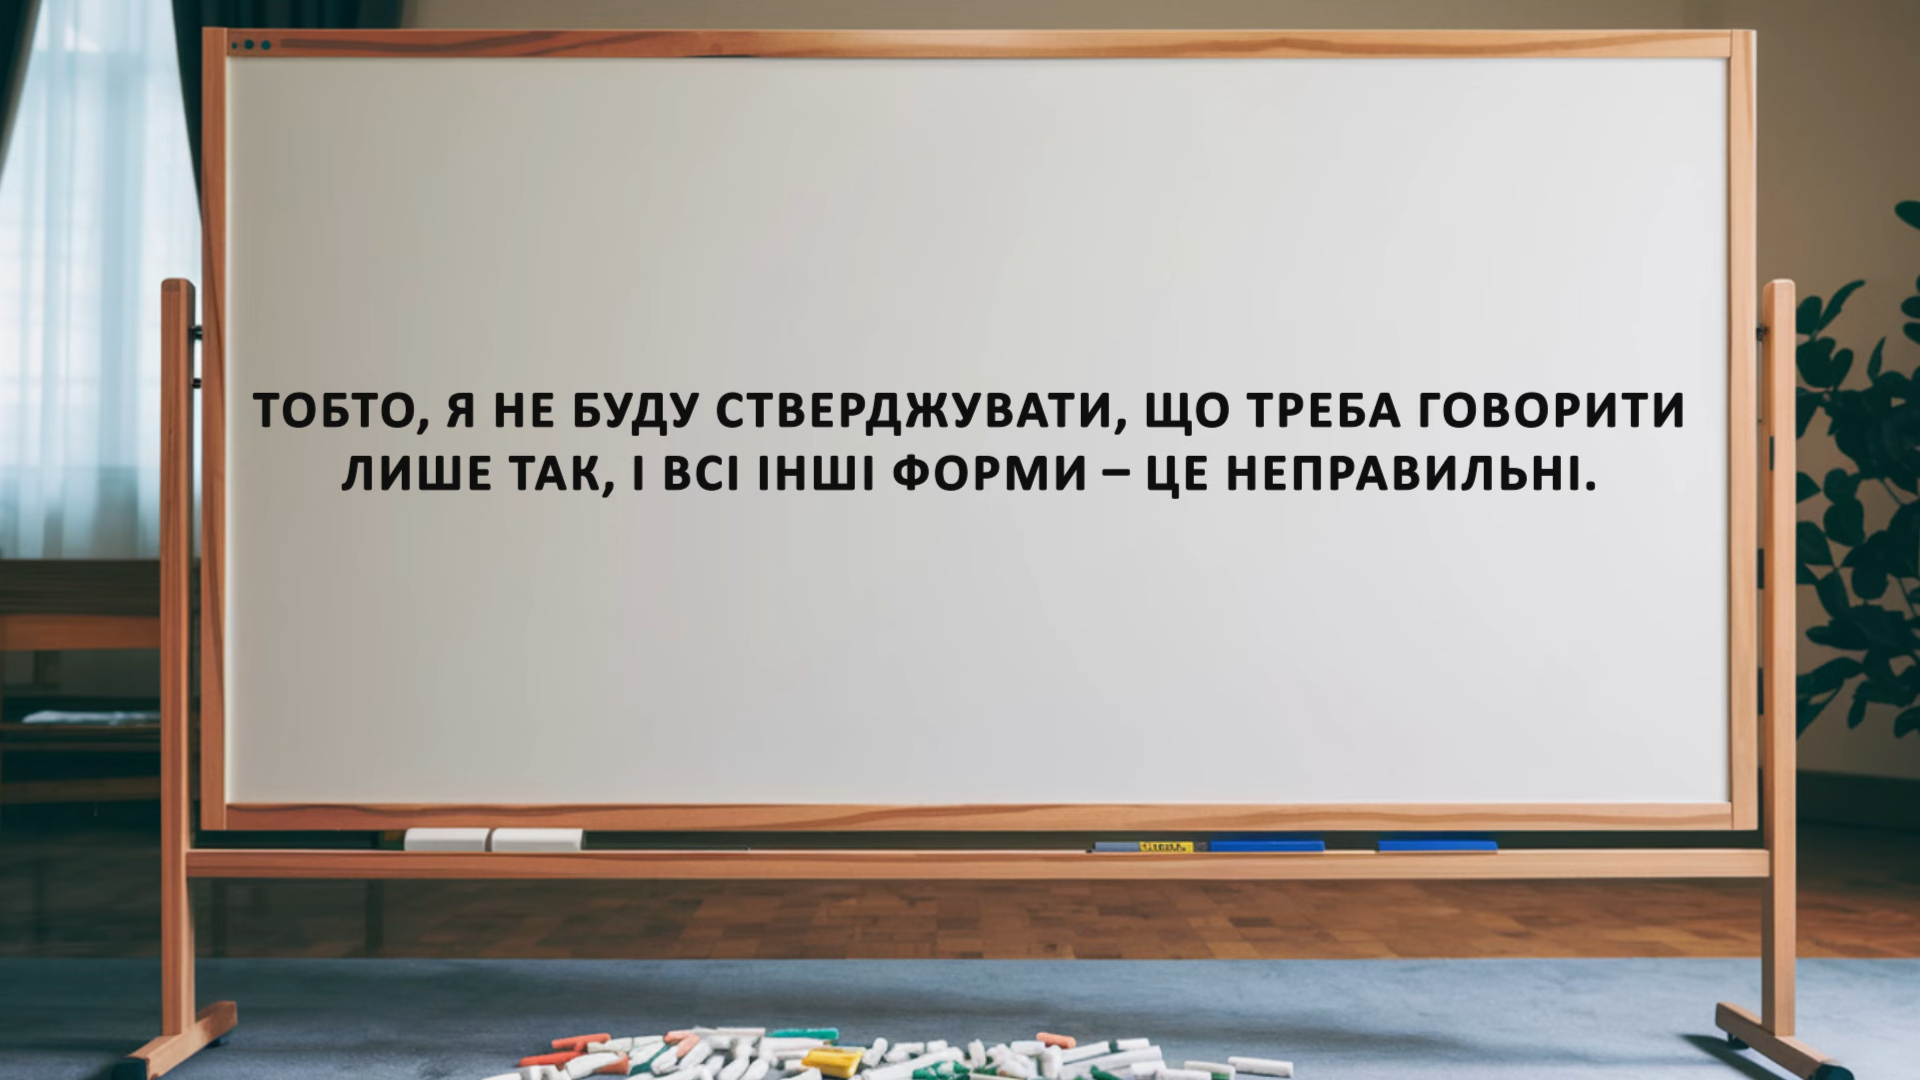 ТОБТО, Я НЕ БУДУ СТВЕРДЖУВАТИ, ЩО ТРЕБА ГОВОРИТИ
ЛИШЕ ТАК, І ВСІ ІНШІ ФОРМИ – ЦЕ НЕПРАВИЛЬНІ.